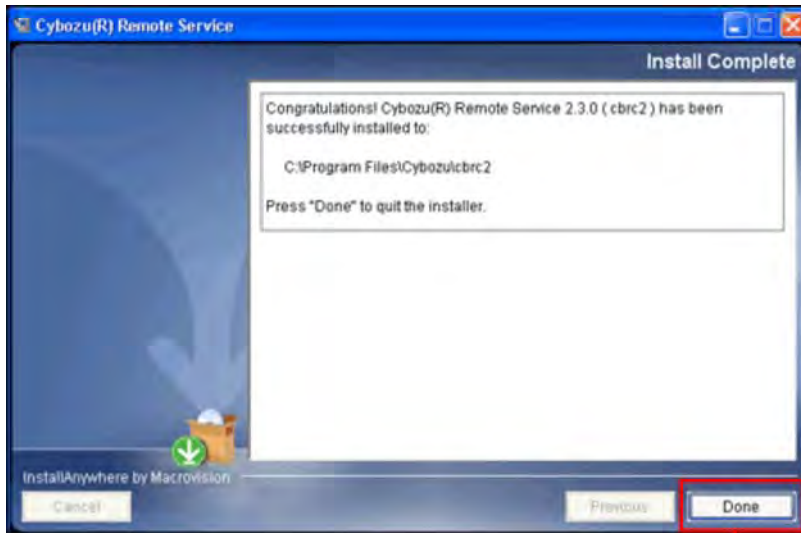 Cybozu(R) Remote Service
Install Complete
Congratulations! Cybozu(R) Remote Service 2.3.0 ( cbrc2 ) has been
successfully installed to:
C:\Program Files\Cybozu\cbrc2
Press "Done" to quit the installer.
InstallAnywhere by Macrovision
Cancel
Previous
Done